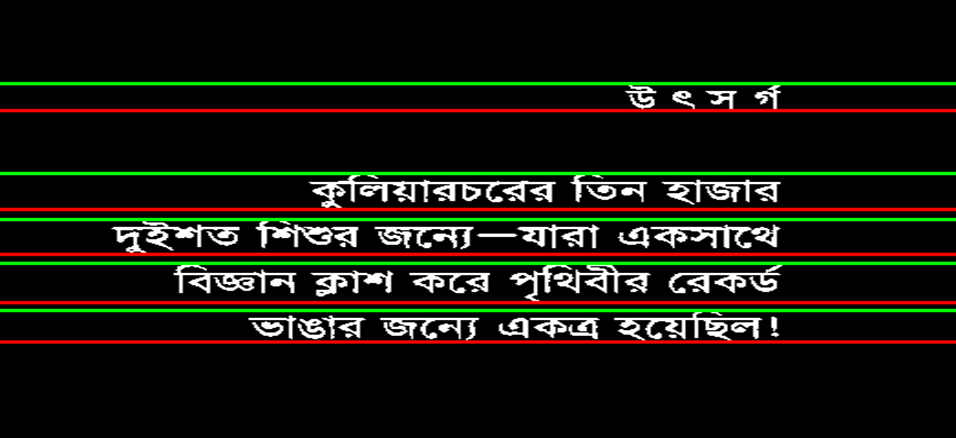 উ ৎ স র্গ
কুলিয়ারচরের তিন হাজার
দুইশত শিশুর জন্যে—যারা একসাথে
বিজ্ঞান ক্লাশ করে পৃথিবীর রেকর্ড
ভাঙার জন্যে একত্র হয়েছিল!